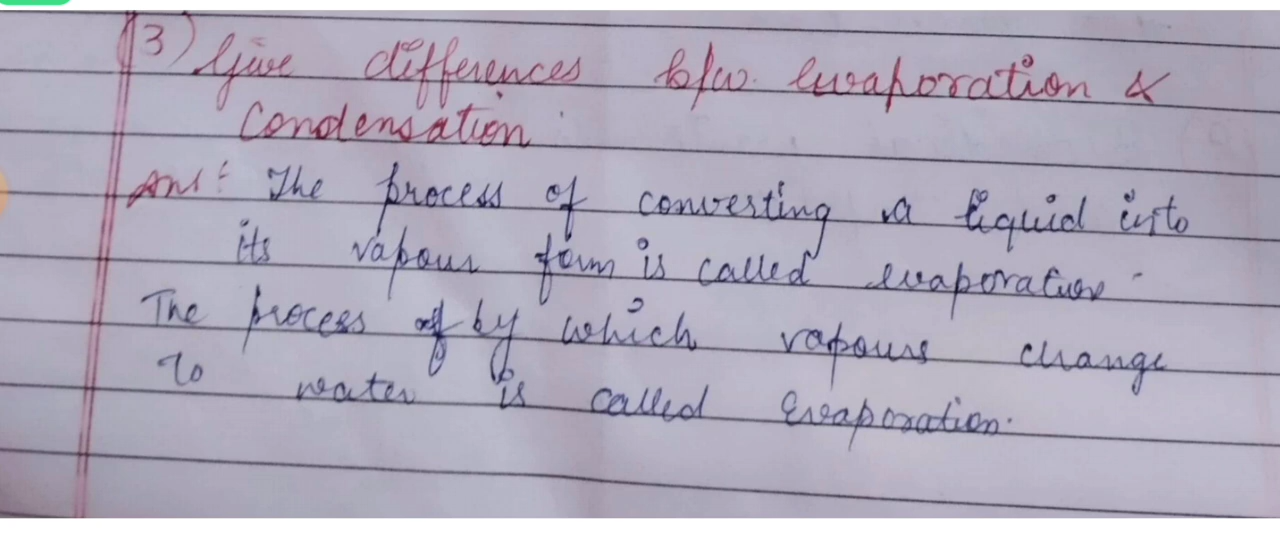 3) Give differences b/w. evaporation &
Condensation
Ans: The process of converting a liquid into
its vapour form is called evaporation.
The process of by which vapours change
To water is called Evaporation.